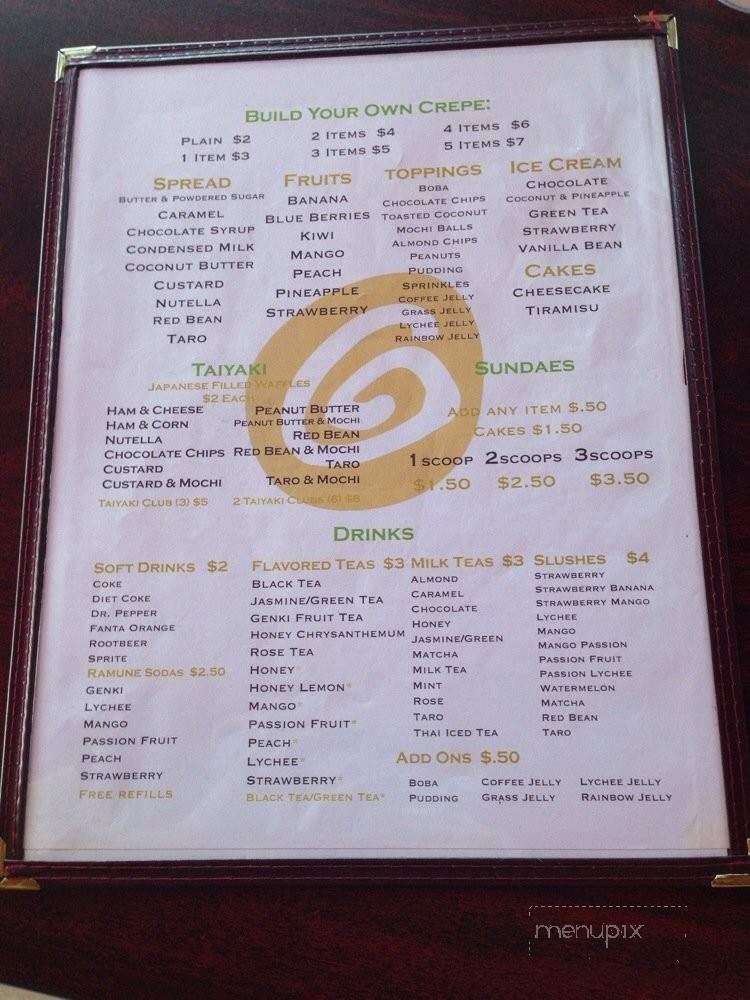 Build Your Own Crepe:
Plain $2 2 Items $4 4 Items $6
1 Item $3 3 Items $5 5 Items $7
Spread
Butter & Powdered Sugar
Caramel
Chocolate Syrup
Condensed Milk
Coconut Butter
Custard
Nutella
Red Bean
Taro
Fruits
Banana
Blue Berries
Kiwi
Mango
Peach
Pineapple
Strawberry
Toppings
Boba
Chocolate Chips
Toasted Coconut
Mochi Balls
Almond Chips
Peanuts
Pudding
Sprinkles
Coffee Jelly
Grass Jelly
Lychee Jelly
Rainbow Jelly
Ice Cream
Chocolate
Coconut & Pineapple
Green Tea
Strawberry
Vanilla Bean
Cakes
Cheesecake
Tiramisu
Taiyaki
Japanese Filled Waffles
$2 Each
Ham & Cheese
Ham & Corn
Nutella
Chocolate Chips
Custard
Custard & Mochi
Peanut Butter
Peanut Butter & Mochi
Red Bean
Red Bean & Mochi
Taro
Taro & Mochi
Taiyaki Club (3) $5 2 Taiyaki Clubs (6) $8
Sundaes
Add any item $.50
Cakes $1.50
1 scoop 2scoops 3scoops
$1.50 $2.50 $3.50
Drinks
Soft Drinks $2
Coke
Diet Coke
Dr. Pepper
Fanta Orange
Rootbeer
Sprite
Ramune Sodas $2.50
Genki
Lychee
Mango
Passion Fruit
Peach
Strawberry
Free refills
Flavored Teas $3
Black Tea
Jasmine/Green Tea
Genki Fruit Tea
Honey Chrysanthemum
Rose Tea
Honey*
Honey Lemon*
Mango*
Passion Fruit*
Peach*
Lychee*
Strawberry*
Black Tea/Green Tea*
Milk Teas $3
Almond
Caramel
Chocolate
Honey
Jasmine/Green
Matcha
Milk Tea
Mint
Rose
Taro
Thai Iced Tea
Slushes $4
Strawberry
Strawberry Banana
Strawberry Mango
Lychee
Mango
Mango Passion
Passion Fruit
Passion Lychee
Watermelon
Matcha
Red Bean
Taro
Add Ons $.50
Boba Coffee Jelly Lychee Jelly
Pudding Grass Jelly Rainbow Jelly
menupix